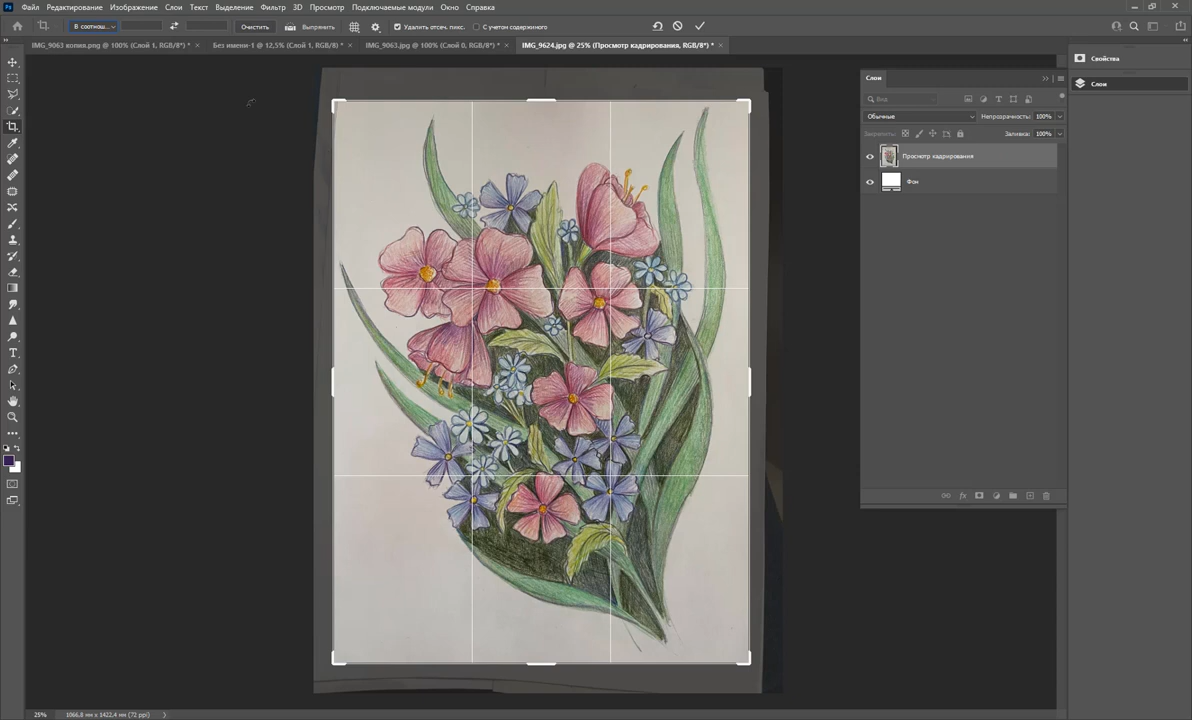 Ps Файл Редактирование Изображение Слои Текст Выделение Фильтр 3D Просмотр Подключаемые модули Окно Справка
В соотнош... Очистить Выпрямить Удалить отсеч. пикс. С учетом содержимого
IMG_9063 копия.png @ 100% (Слой 1, RGB/8*) * × Без имени-1 @ 12,5% (Слой 1, RGB/8) * × IMG_9063.jpg @ 100% (Слой 0, RGB/8*) * × IMG_9624.jpg @ 25% (Просмотр кадрирования, RGB/8*) * ×
Свойства
Слои
Слои
Вид
Обычные Непрозрачность: 100%
Закрепить: Заливка: 100%
Просмотр кадрирования
Фон
25% 1066,8 мм x 1422,4 мм (72 ppi)